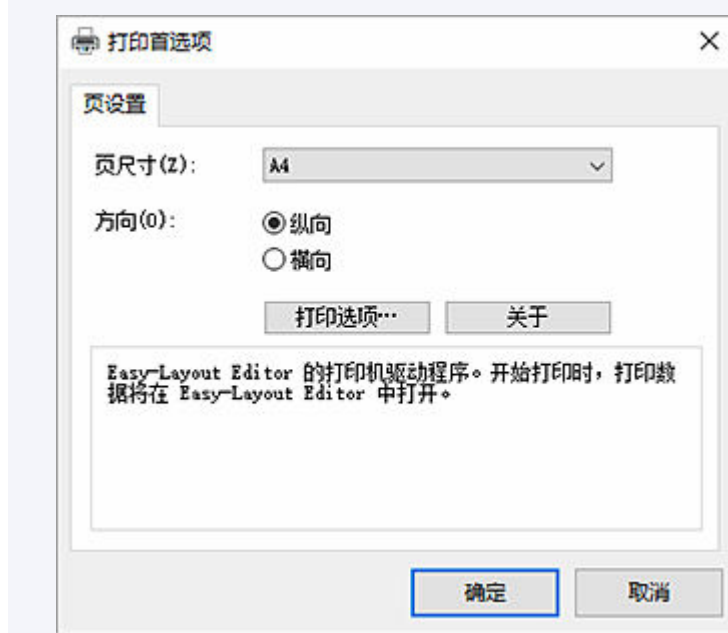 打印首选项
页设置
页尺寸(Z): A4
方向(O): 纵向
横向
打印选项… 关于
Easy-Layout Editor 的打印机驱动程序。开始打印时，打印数
据将在 Easy-Layout Editor 中打开。
确定 取消